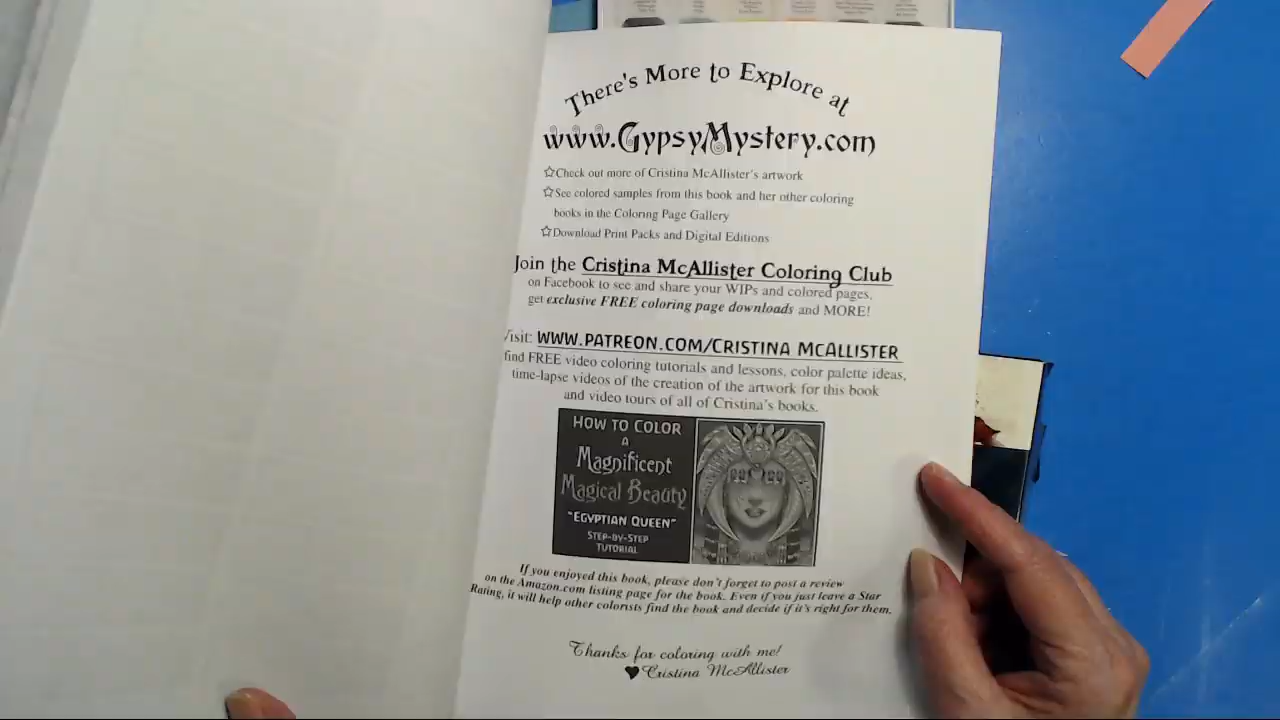 There's More to Explore at
www.GypsyMystery.com
☆Check out more of Cristina McAllister's artwork
☆See colored samples from this book and her other coloring
books in the Coloring Page Gallery
☆Download Print Packs and Digital Editions
Join the Cristina McAllister Coloring Club
on Facebook to see and share your WIPs and colored pages,
get exclusive FREE coloring page downloads and MORE!
Visit: WWW.PATREON.COM/CRISTINA MCALLISTER
find FREE video coloring tutorials and lessons, color palette ideas,
time-lapse videos of the creation of the artwork for this book
and video tours of all of Cristina's books.
HOW TO COLOR
A
Magnificent
Magical Beauty
"EGYPTIAN QUEEN"
STEP-BY-STEP
TUTORIAL
If you enjoyed this book, please don't forget to post a review
on the Amazon.com listing page for the book. Even if you just leave a Star
Rating, it will help other colorists find the book and decide if it's right for them.
Thanks for coloring with me!
♥Cristina McAllister